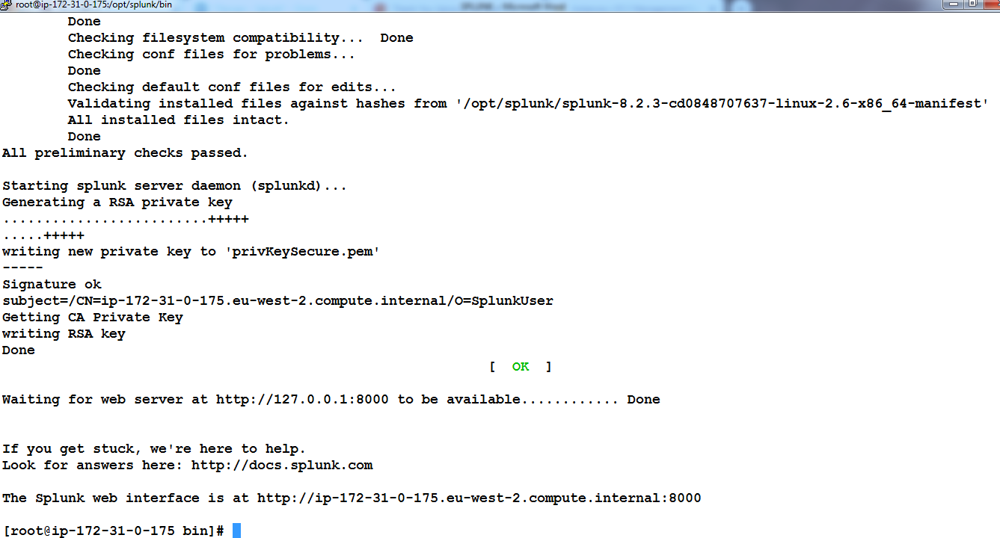 root@ip-172-31-0-175:/opt/splunk/bin
Done
Checking filesystem compatibility...  Done
Checking conf files for problems...
Done
Checking default conf files for edits...
Validating installed files against hashes from '/opt/splunk/splunk-8.2.3-cd0848707637-linux-2.6-x86_64-manifest'
All installed files intact.
Done
All preliminary checks passed.
Starting splunk server daemon (splunkd)...
Generating a RSA private key
.........................+++++
.....+++++
writing new private key to 'privKeySecure.pem'
-----
Signature ok
subject=/CN=ip-172-31-0-175.eu-west-2.compute.internal/O=SplunkUser
Getting CA Private Key
writing RSA key
Done
[  OK  ]
Waiting for web server at http://127.0.0.1:8000 to be available............ Done
If you get stuck, we're here to help.
Look for answers here: http://docs.splunk.com
The Splunk web interface is at http://ip-172-31-0-175.eu-west-2.compute.internal:8000
[root@ip-172-31-0-175 bin]#